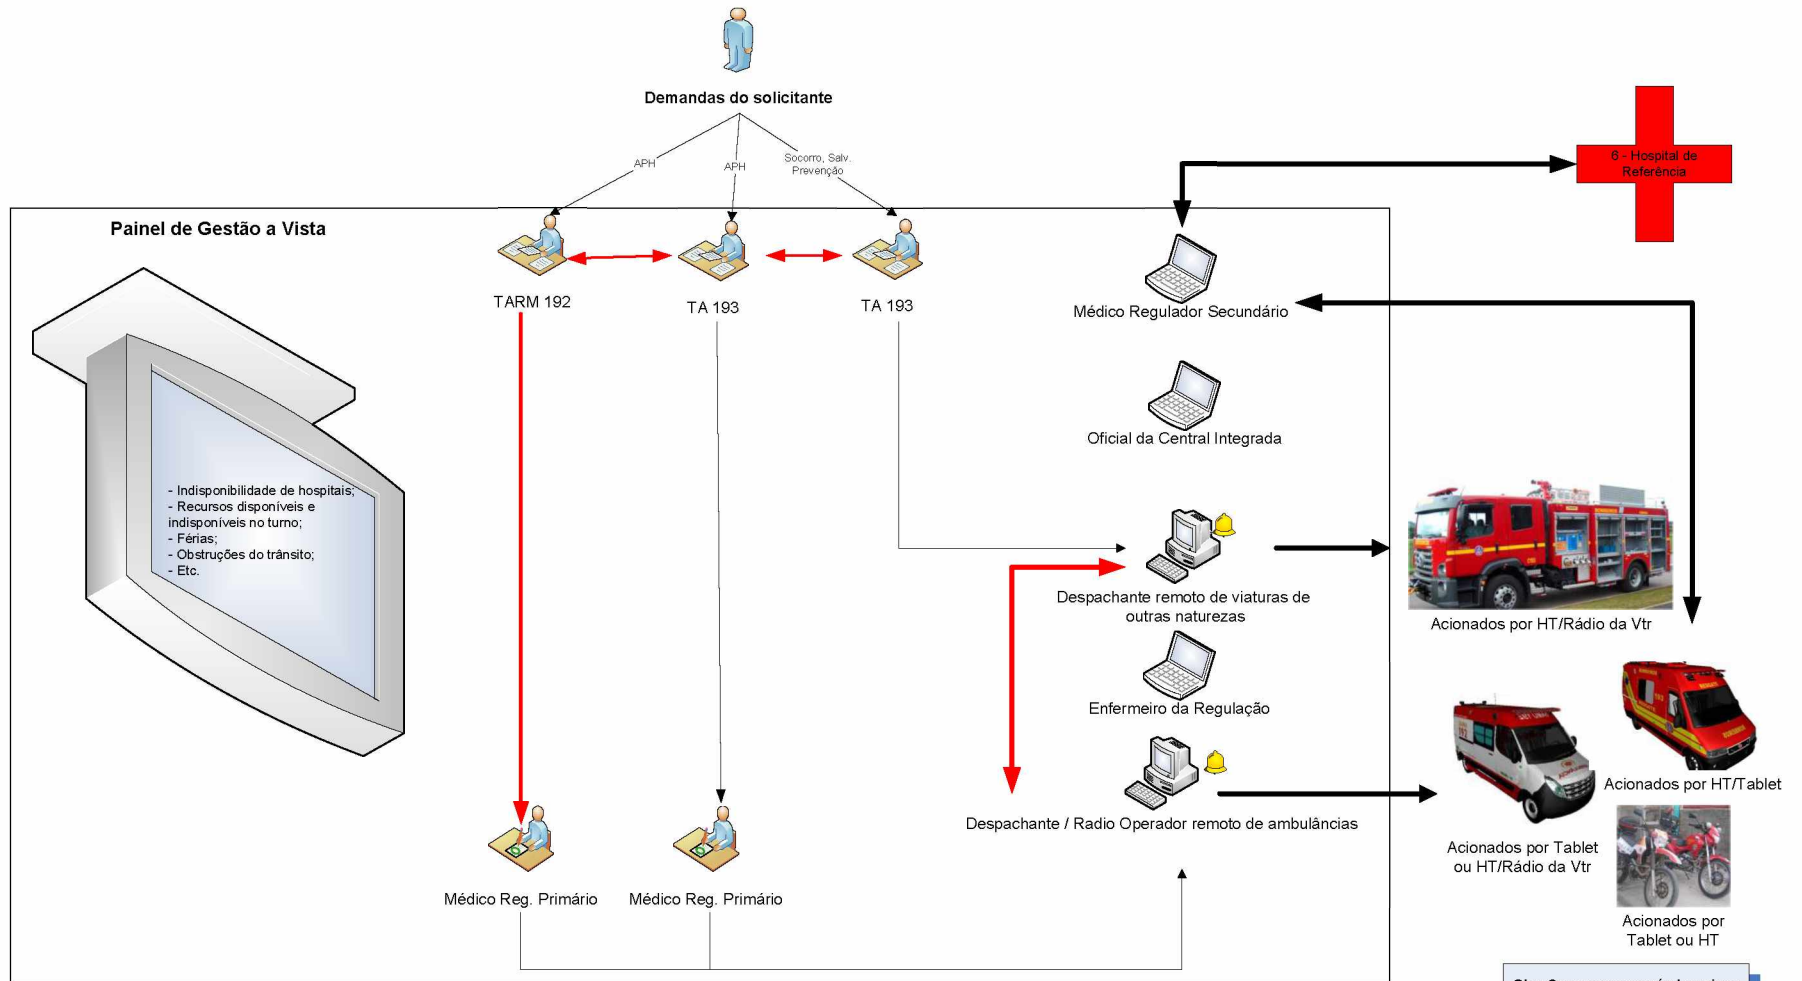 Demandas do solicitante
APH
APH
Socorro, Salv.
Prevenção
6 - Hospital de
Referência
Painel de Gestão a Vista
TARM 192
TA 193
TA 193
Médico Regulador Secundário
Oficial da Central Integrada
- Indisponibilidade de hospitais;
- Recursos disponíveis e
indisponíveis no turno;
- Férias;
- Obstruções do trânsito;
- Etc.
Despachante remoto de viaturas de
outras naturezas
Acionados por HT/Rádio da Vtr
Enfermeiro da Regulação
Despachante / Radio Operador remoto de ambulâncias
Acionados por HT/Tablet
Acionados por Tablet
ou HT/Rádio da Vtr
Médico Reg. Primário
Médico Reg. Primário
Acionados por
Tablet ou HT